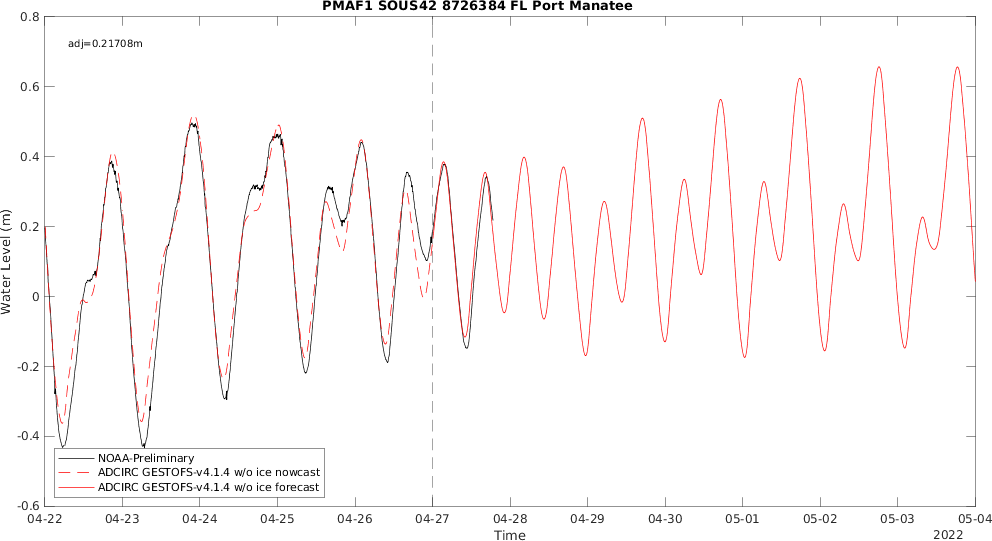 PMAF1 SOUS42 8726384 FL Port Manatee
adj=0.21708m
0.8
0.6
0.4
0.2
0
-0.2
-0.4
-0.6
Water Level (m)
NOAA-Preliminary
ADCIRC GESTOFS-v4.1.4 w/o ice nowcast
ADCIRC GESTOFS-v4.1.4 w/o ice forecast
04-22 04-23 04-24 04-25 04-26 04-27 04-28 04-29 04-30 05-01 05-02 05-03 05-04
Time
2022